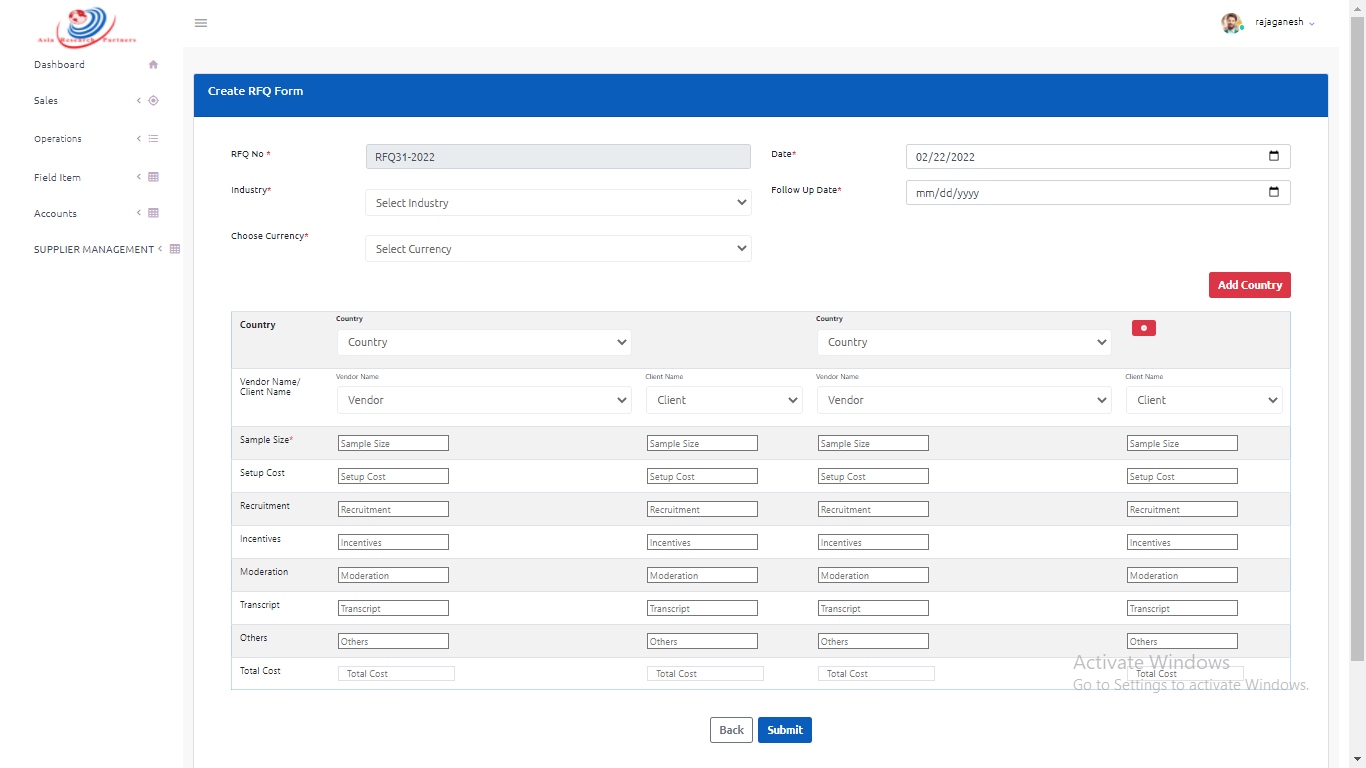 Asia Research Partners
rajaganesh
Dashboard
Sales
Operations
Field Item
Accounts
SUPPLIER MANAGEMENT
Create RFQ Form
RFQ No * RFQ31-2022 Date* 02/22/2022
Industry* Select Industry Follow Up Date* mm/dd/yyyy
Choose Currency* Select Currency
Add Country
Country Country Country
Country Country
Vendor Name/ Vendor Name Client Name Vendor Name Client Name
Client Name Vendor Client Vendor Client
Sample Size* Sample Size Sample Size Sample Size Sample Size
Setup Cost Setup Cost Setup Cost Setup Cost Setup Cost
Recruitment Recruitment Recruitment Recruitment Recruitment
Incentives Incentives Incentives Incentives Incentives
Moderation Moderation Moderation Moderation Moderation
Transcript Transcript Transcript Transcript Transcript
Others Others Others Others Others
Total Cost Total Cost Total Cost Total Cost Total Cost
Activate Windows
Go to Settings to activate Windows.
Back Submit